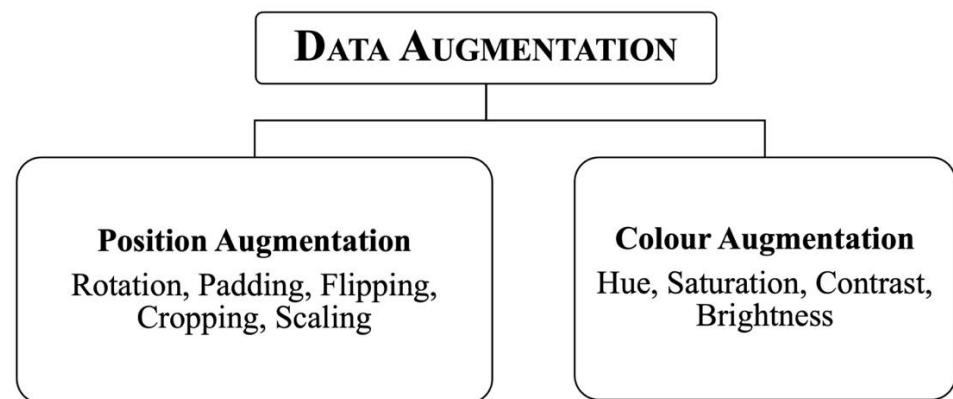 DATA AUGMENTATION
Position Augmentation
Rotation, Padding, Flipping,
Cropping, Scaling
Colour Augmentation
Hue, Saturation, Contrast,
Brightness